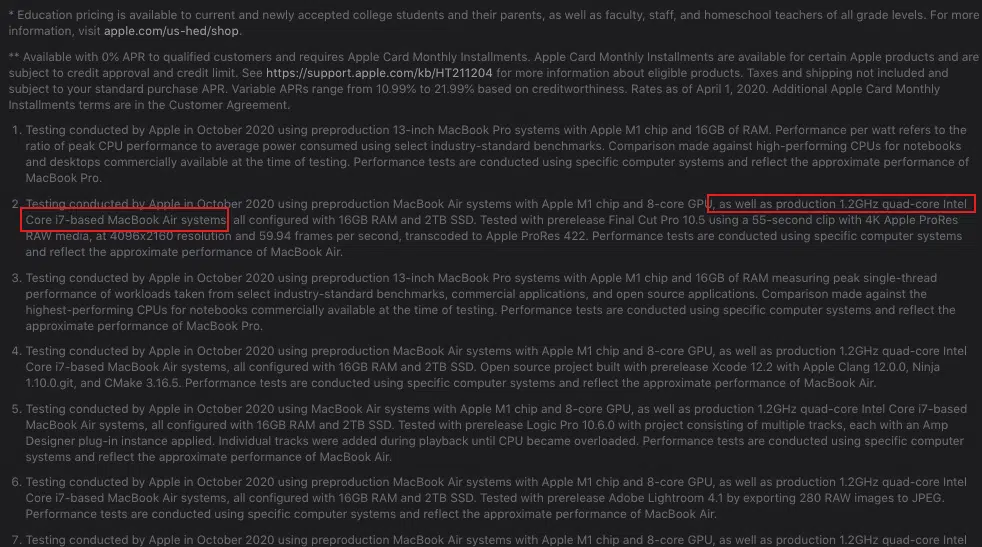 * Education pricing is available to current and newly accepted college students and their parents, as well as faculty, staff, and homeschool teachers of all grade levels. For more
information, visit apple.com/us-hed/shop.
** Available with 0% APR to qualified customers and requires Apple Card Monthly Installments. Apple Card Monthly Installments are available for certain Apple products and are
subject to credit approval and credit limit. See https://support.apple.com/kb/HT211204 for more information about eligible products. Taxes and shipping not included and
subject to your standard purchase APR. Variable APRs range from 10.99% to 21.99% based on creditworthiness. Rates as of April 1, 2020. Additional Apple Card Monthly
Installments terms are in the Customer Agreement.
1. Testing conducted by Apple in October 2020 using preproduction 13-inch MacBook Pro systems with Apple M1 chip and 16GB of RAM. Performance per watt refers to the
ratio of peak CPU performance to average power consumed using select industry-standard benchmarks. Comparison made against high-performing CPUs for notebooks
and desktops commercially available at the time of testing. Performance tests are conducted using specific computer systems and reflect the approximate performance of
MacBook Pro.
2. Testing conducted by Apple in October 2020 using preproduction MacBook Air systems with Apple M1 chip and 8-core GPU, as well as production 1.2GHz quad-core Intel
Core i7-based MacBook Air systems, all configured with 16GB RAM and 2TB SSD. Tested with prerelease Final Cut Pro 10.5 using a 55-second clip with 4K Apple ProRes
RAW media, at 4096x2160 resolution and 59.94 frames per second, transcoded to Apple ProRes 422. Performance tests are conducted using specific computer systems
and reflect the approximate performance of MacBook Air.
3. Testing conducted by Apple in October 2020 using preproduction 13-inch MacBook Pro systems with Apple M1 chip and 16GB of RAM measuring peak single-thread
performance of workloads taken from select industry-standard benchmarks, commercial applications, and open source applications. Comparison made against the
highest-performing CPUs for notebooks commercially available at the time of testing. Performance tests are conducted using specific computer systems and reflect the
approximate performance of MacBook Pro.
4. Testing conducted by Apple in October 2020 using preproduction MacBook Air systems with Apple M1 chip and 8-core GPU, as well as production 1.2GHz quad-core Intel
Core i7-based MacBook Air systems, all configured with 16GB RAM and 2TB SSD. Open source project built with prerelease Xcode 12.2 with Apple Clang 12.0.0, Ninja
1.10.0.git, and CMake 3.16.5. Performance tests are conducted using specific computer systems and reflect the approximate performance of MacBook Air.
5. Testing conducted by Apple in October 2020 using MacBook Air systems with Apple M1 chip and 8-core GPU, as well as production 1.2GHz quad-core Intel Core i7-based
MacBook Air systems, all configured with 16GB RAM and 2TB SSD. Tested with prerelease Logic Pro 10.6.0 with project consisting of multiple tracks, each with an Amp
Designer plug-in instance applied. Individual tracks were added during playback until CPU became overloaded. Performance tests are conducted using specific computer
systems and reflect the approximate performance of MacBook Air.
6. Testing conducted by Apple in October 2020 using preproduction MacBook Air systems with Apple M1 chip and 8-core GPU, as well as production 1.2GHz quad-core Intel
Core i7-based MacBook Air systems, all configured with 16GB RAM and 2TB SSD. Tested with prerelease Adobe Lightroom 4.1 by exporting 280 RAW images to JPEG.
Performance tests are conducted using specific computer systems and reflect the approximate performance of MacBook Air.
7. Testing conducted by Apple in October 2020 using preproduction MacBook Air systems with Apple M1 chip and 8-core GPU, as well as production 1.2GHz quad-core Intel